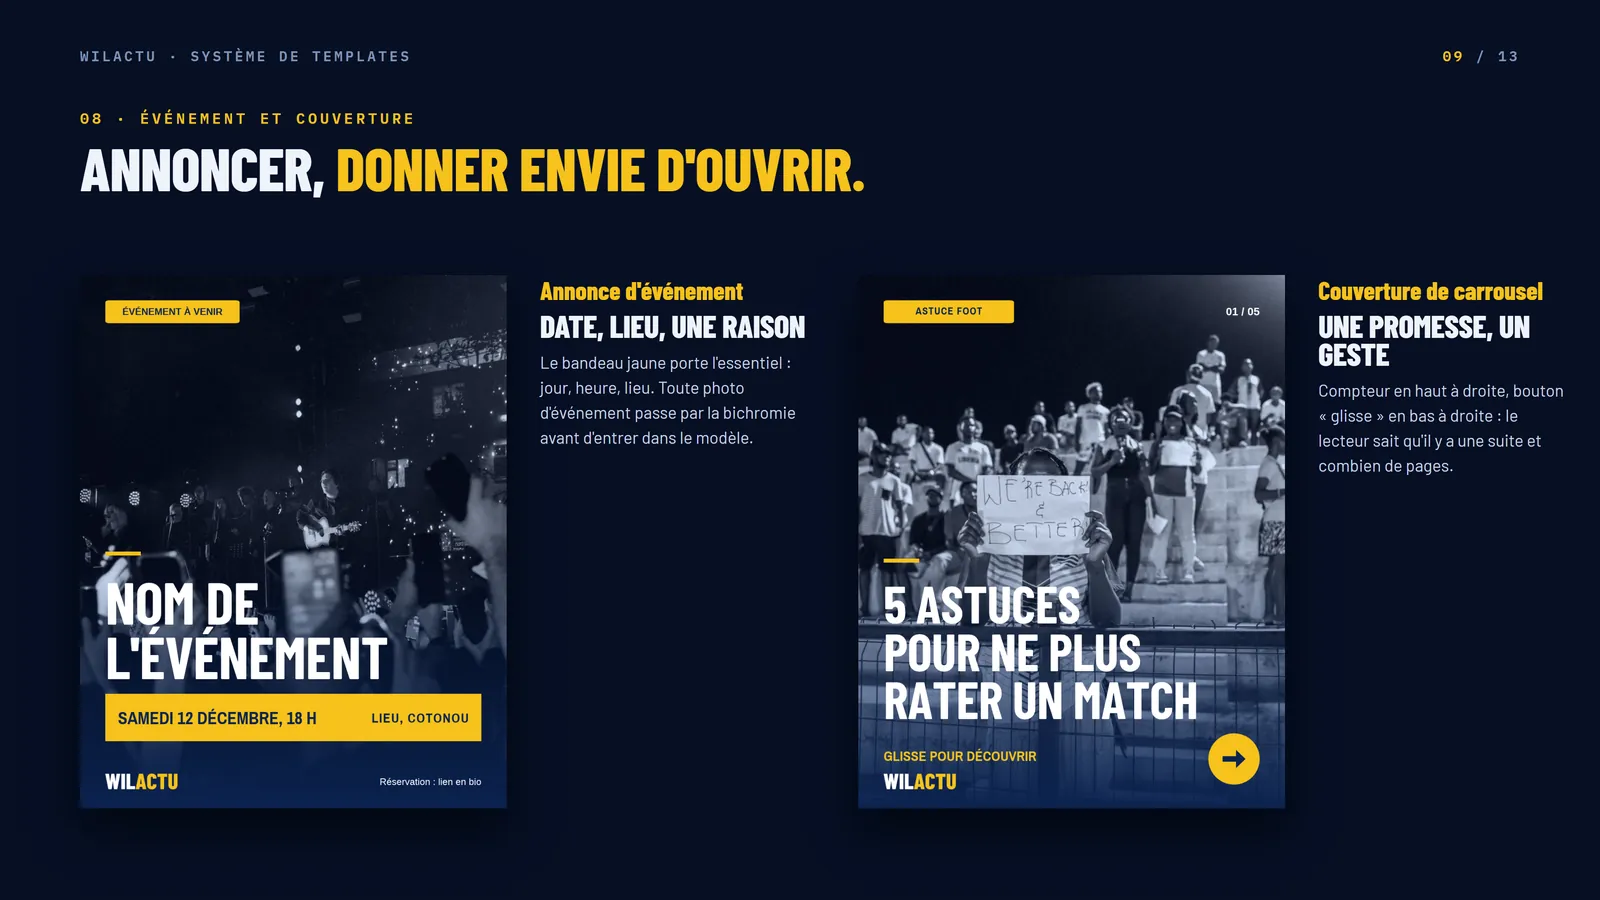 WILACTU · SYSTÈME DE TEMPLATES
09 / 13
08 · ÉVÉNEMENT ET COUVERTURE
ANNONCER, DONNER ENVIE D'OUVRIR.
ÉVÉNEMENT À VENIR
NOM DE
L'ÉVÉNEMENT
SAMEDI 12 DÉCEMBRE, 18 H
LIEU, COTONOU
WILACTU
Réservation : lien en bio
Annonce d'événement
DATE, LIEU, UNE RAISON
Le bandeau jaune porte l'essentiel :
jour, heure, lieu. Toute photo
d'événement passe par la bichromie
avant d'entrer dans le modèle.
ASTUCE FOOT
01 / 05
WE'RE BACK
&
BETTER
5 ASTUCES
POUR NE PLUS
RATER UN MATCH
GLISSE POUR DÉCOUVRIR
WILACTU
Couverture de carrousel
UNE PROMESSE, UN
GESTE
Compteur en haut à droite, bouton
« glisse » en bas à droite : le
lecteur sait qu'il y a une suite et
combien de pages.